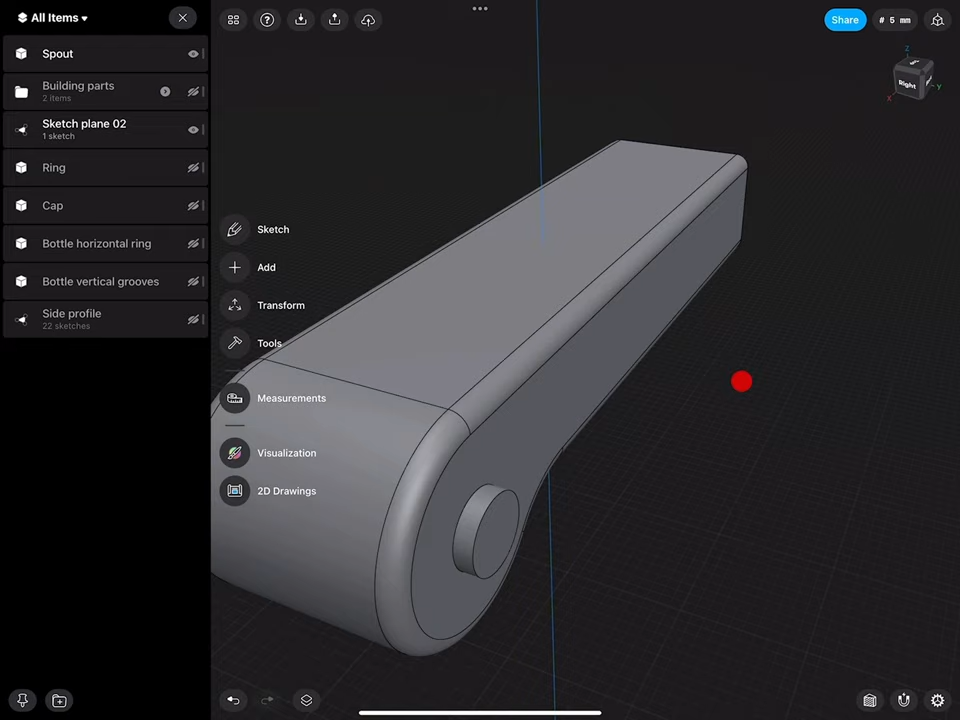 All Items
Spout
Building parts
2 items
Sketch plane 02
1 sketch
Ring
Cap
Bottle horizontal ring
Bottle vertical grooves
Side profile
22 sketches
Share
# 5 mm
Z
Right
X
Y
Sketch
Add
Transform
Tools
Measurements
Visualization
2D Drawings